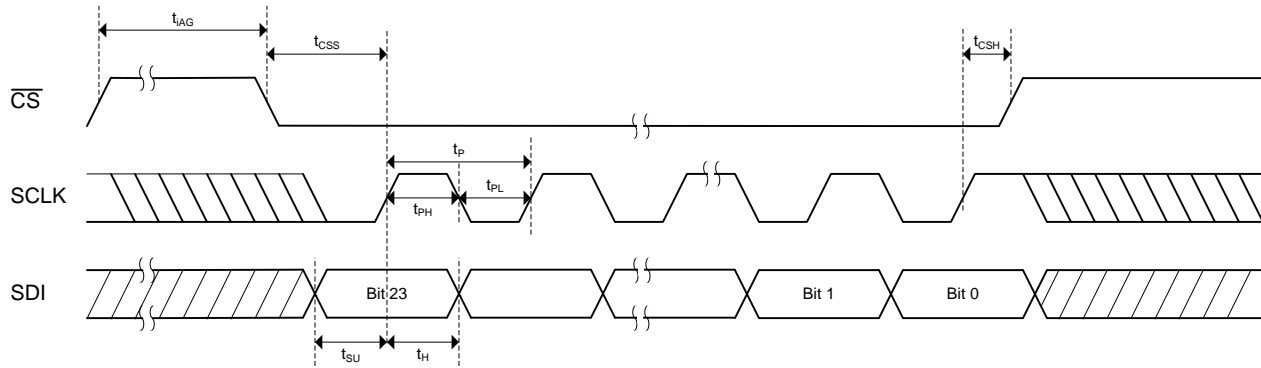 tiAG
tCSS
tCSH
CS
tP
tPL
SCLK
tPH
SDI
Bit 23
Bit 1
Bit 0
tSU
tH